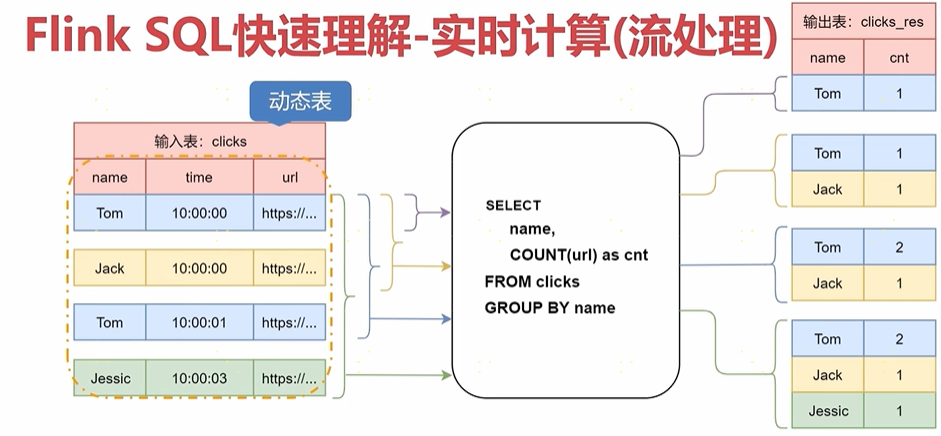 Flink SQL快速理解-实时计算(流处理)
动态表
输入表：clicks
name time url
Tom 10:00:00 https://...
Jack 10:00:00 https://...
Tom 10:00:01 https://...
Jessic 10:00:03 https://...
SELECT
name,
COUNT(url) as cnt
FROM clicks
GROUP BY name
输出表：clicks_res
name cnt
Tom 1
Tom 1
Jack 1
Tom 2
Jack 1
Tom 2
Jack 1
Jessic 1